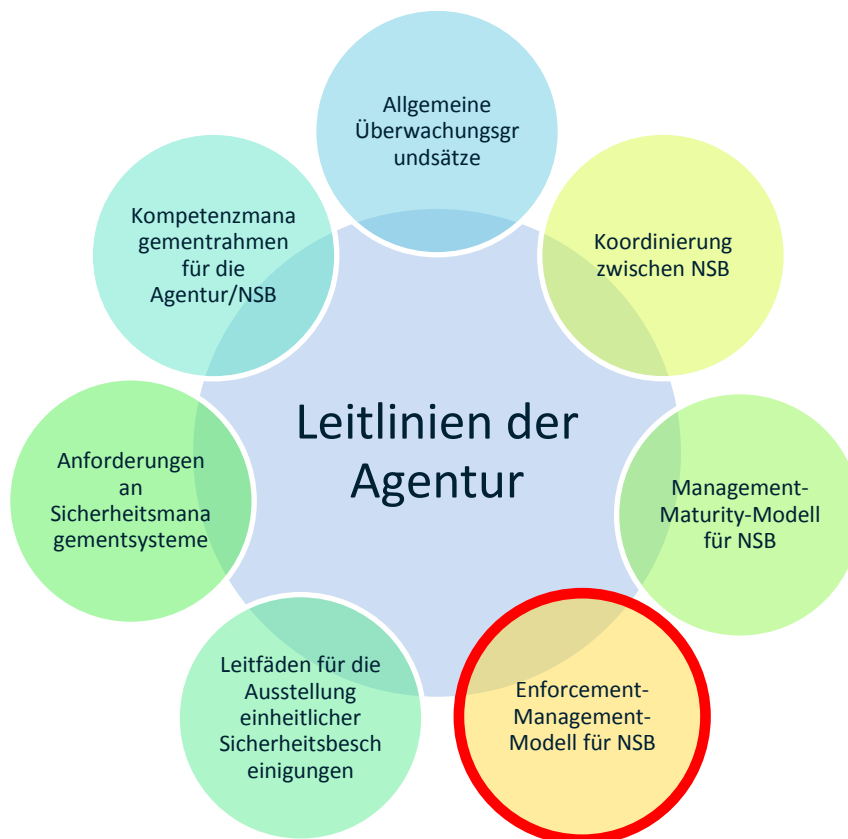 Allgemeine
Überwachungsgr
undsätze
Koordinierung
zwischen NSB
Management-
Maturity-Modell
für NSB
Enforcement-
Management-
Modell für NSB
Leitfäden für die
Ausstellung
einheitlicher
Sicherheitsbesch
einigungen
Anforderungen
an
Sicherheitsmana
gementsysteme
Kompetenzmana
gementrahmen
für die
Agentur/NSB
Leitlinien der
Agentur